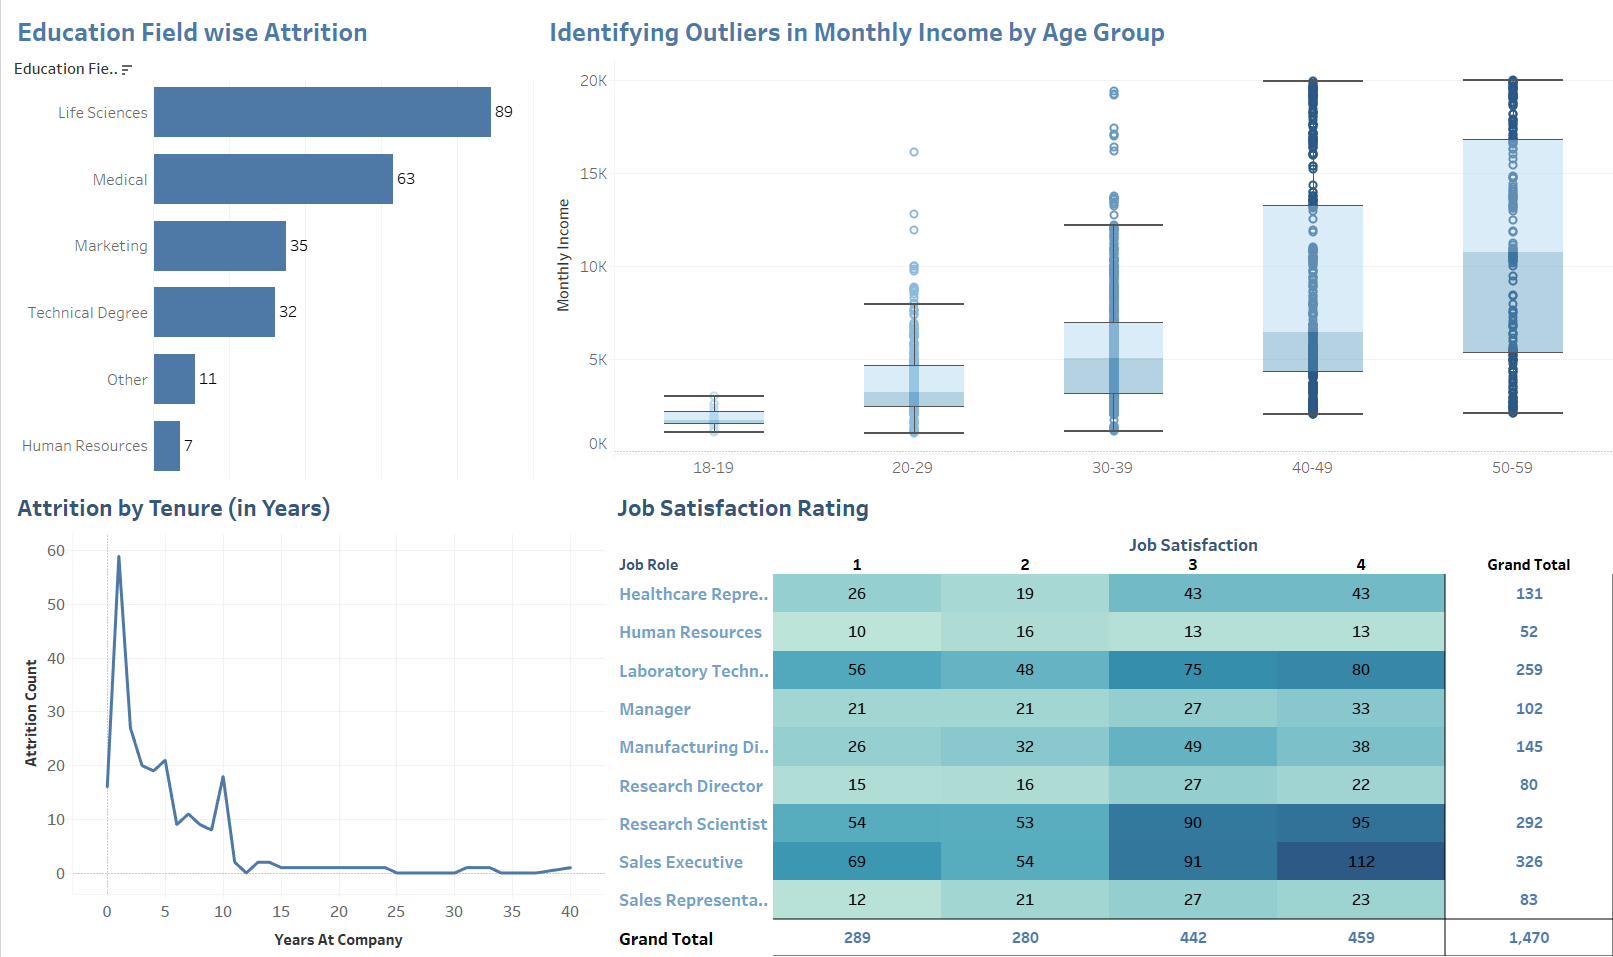 Education Field wise Attrition
Education Fie..
Life Sciences 89
Medical 63
Marketing 35
Technical Degree 32
Other 11
Human Resources 7
Identifying Outliers in Monthly Income by Age Group
Monthly Income
20K
15K
10K
5K
0K
18-19 20-29 30-39 40-49 50-59
Attrition by Tenure (in Years)
Attrition Count
60
50
40
30
20
10
0
0 5 10 15 20 25 30 35 40
Years At Company
Job Satisfaction Rating
Job Satisfaction
Job Role 1 2 3 4 Grand Total
Healthcare Repre.. 26 19 43 43 131
Human Resources 10 16 13 13 52
Laboratory Techn.. 56 48 75 80 259
Manager 21 21 27 33 102
Manufacturing Di.. 26 32 49 38 145
Research Director 15 16 27 22 80
Research Scientist 54 53 90 95 292
Sales Executive 69 54 91 112 326
Sales Representa.. 12 21 27 23 83
Grand Total 289 280 442 459 1,470